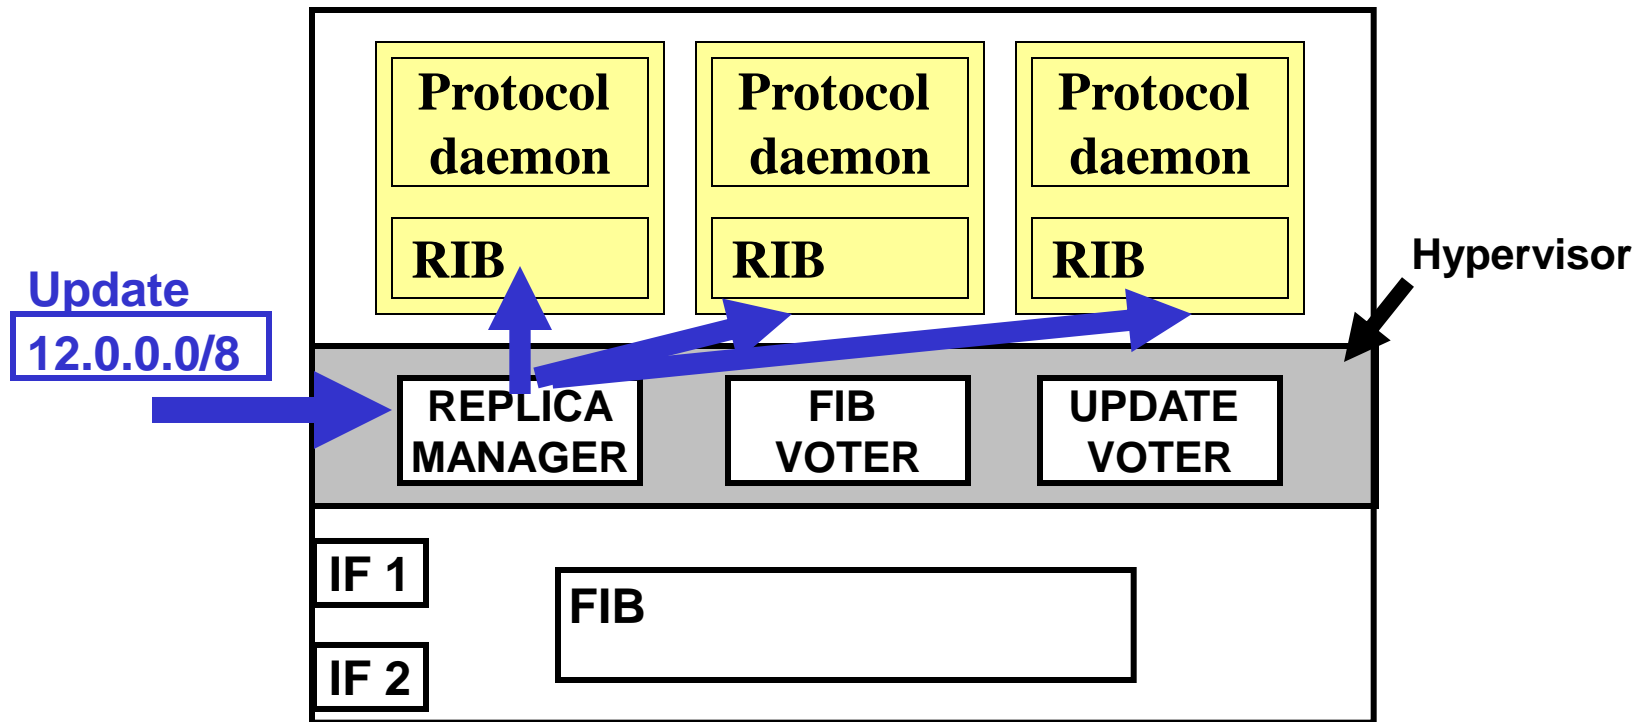 Protocol
daemon
RIB
Protocol
daemon
RIB
Protocol
daemon
RIB
Hypervisor
Update
12.0.0.0/8
REPLICA
MANAGER
FIB
VOTER
UPDATE
VOTER
IF 1
FIB
IF 2